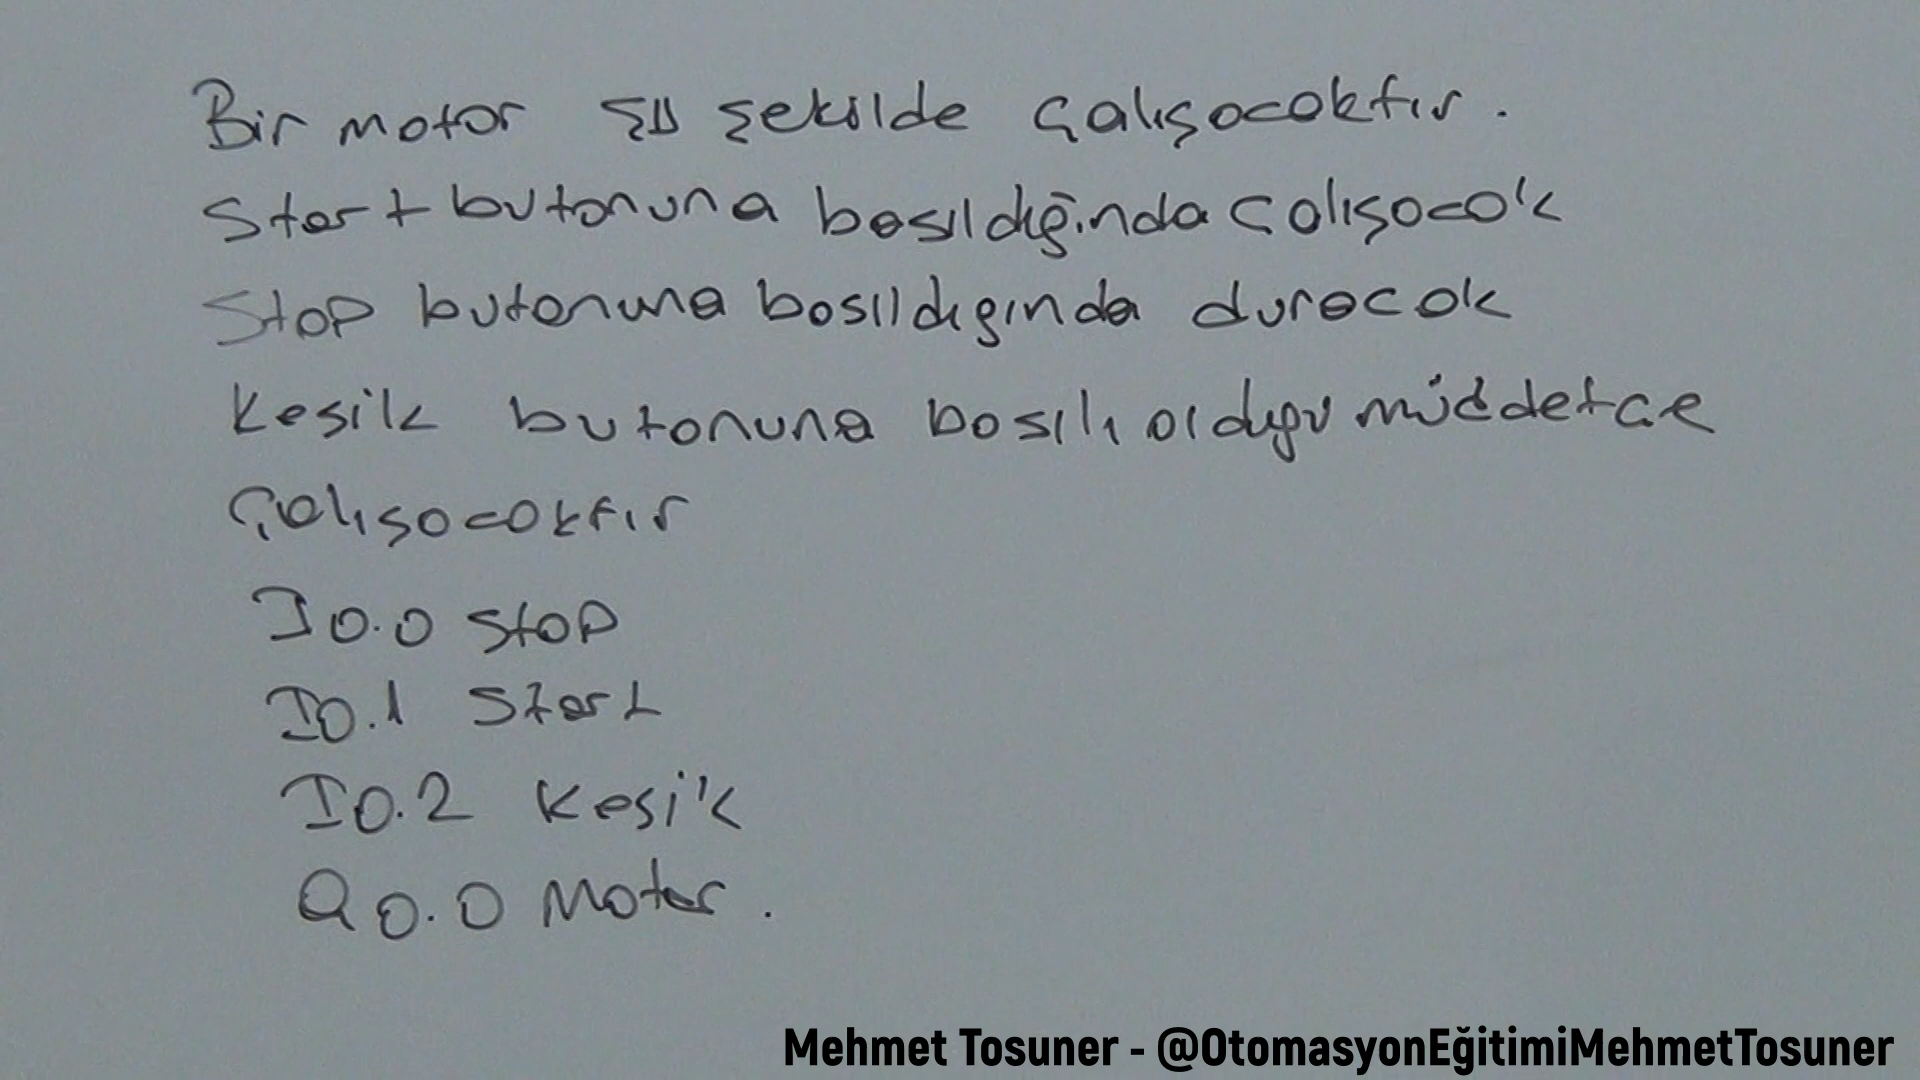 Bir motor şu şekilde çalışacaktır.
Start butonuna basıldığında çalışacak
Stop butonuna basıldığında duracak
Kesik butonuna basılı olduğu müddetçe
Çalışacaktır
I0.0 Stop
I0.1 Start
I0.2 Kesik
Q0.0 Motor.
Mehmet Tosuner - @OtomasyonEğitimiMehmetTosuner